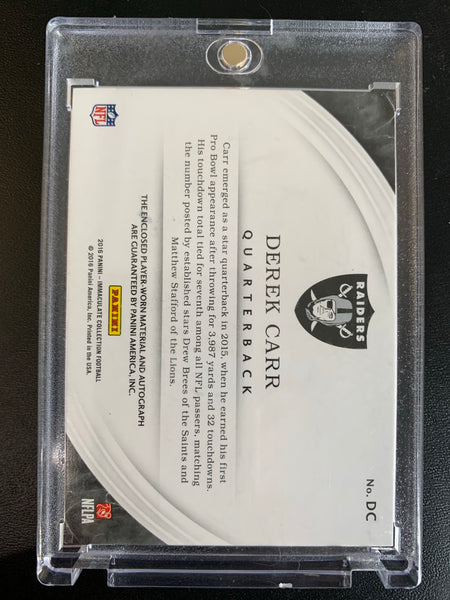 No. DC
RAIDERS
DEREK CARR
QUARTERBACK
Carr emerged as a star quarterback in 2015, when he earned his first
Pro Bowl appearance after throwing for 3,987 yards and 32 touchdowns.
His touchdown total tied for seventh among all NFL passers, matching
the number posted by established stars Drew Brees of the Saints and
Matthew Stafford of the Lions.
THE ENCLOSED PLAYER-WORN MATERIAL AND AUTOGRAPH
ARE GUARANTEED BY PANINI AMERICA, INC.
NFL
PANINI
NFLPA
2016 PANINI – IMMACULATE COLLECTION FOOTBALL
© 2016 Panini America, Inc. Printed in the USA.